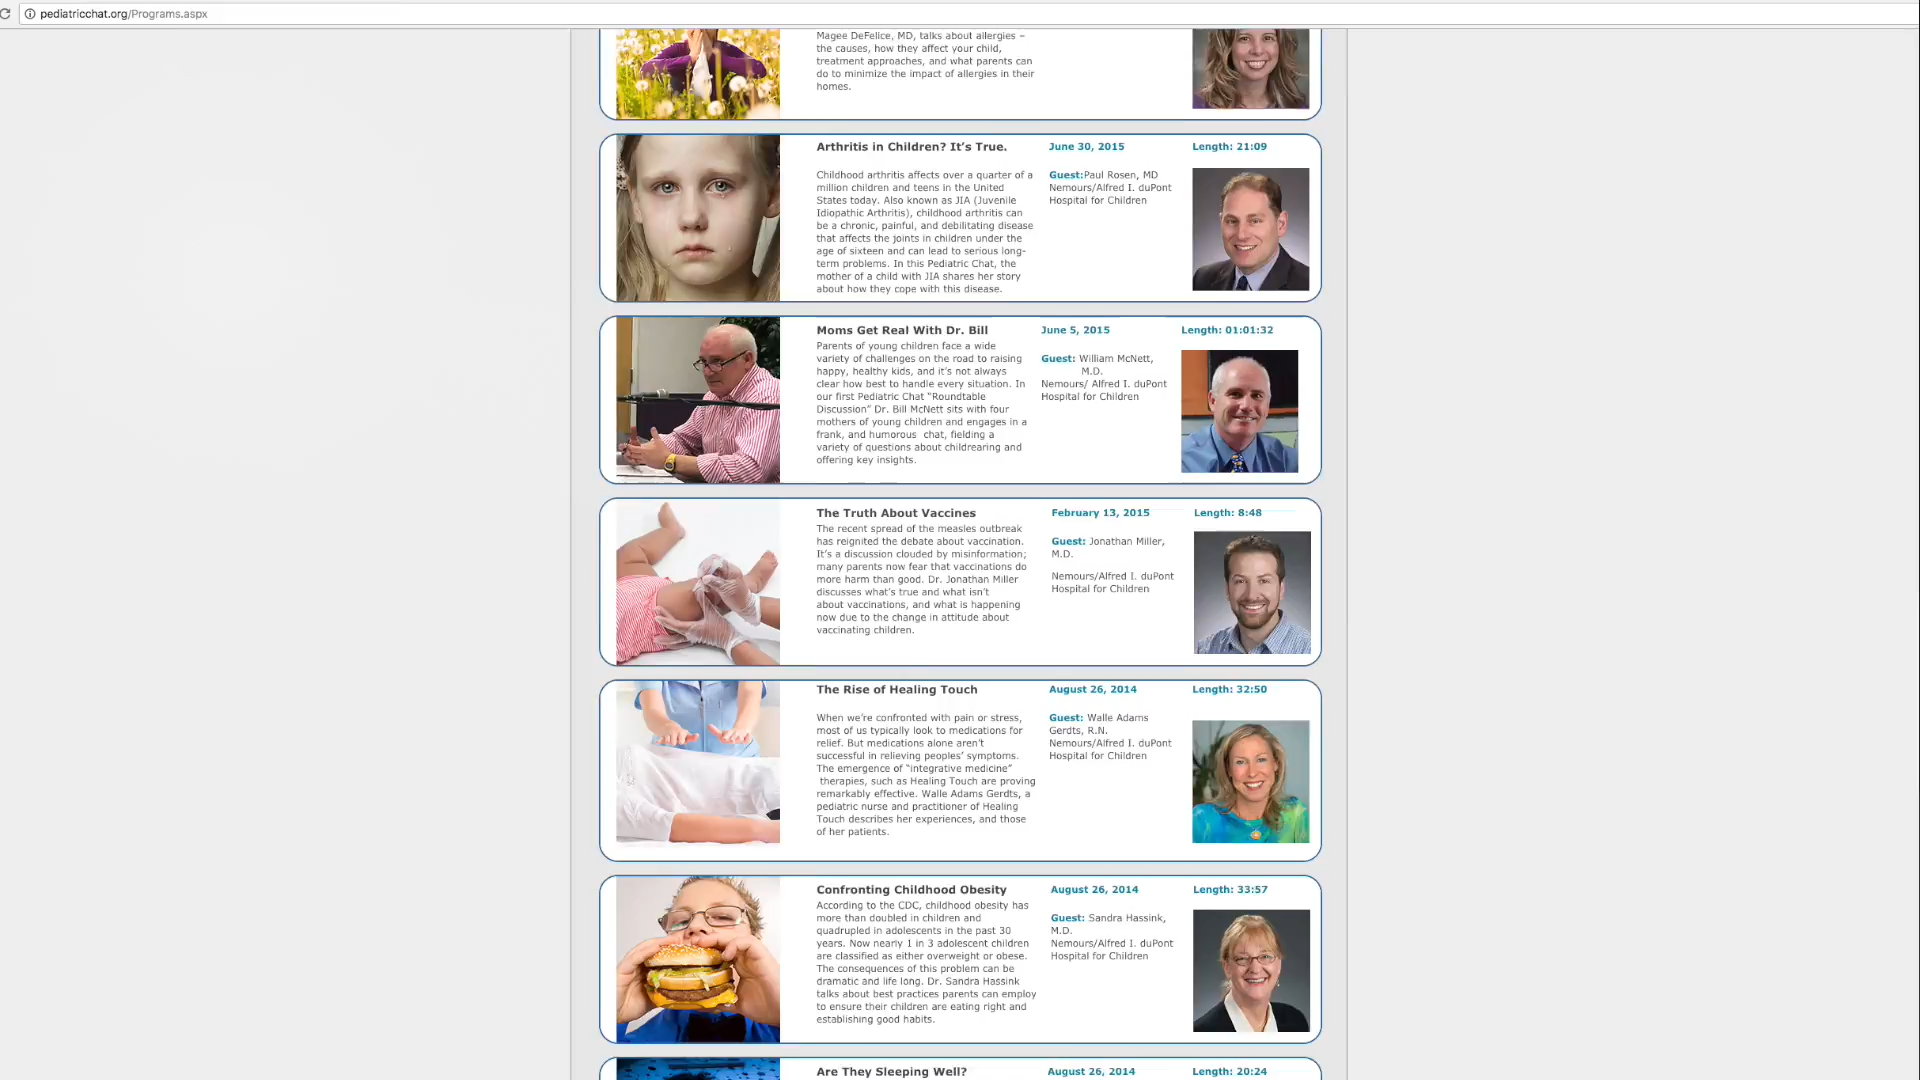 pediatricchat.org/Programs.aspx
Magee DeFelice, MD, talks about allergies –
the causes, how they affect your child,
treatment approaches, and what parents can
do to minimize the impact of allergies in their
homes.
Arthritis in Children? It’s True.
June 30, 2015
Length: 21:09
Childhood arthritis affects over a quarter of a
million children and teens in the United
States today. Also known as JIA (Juvenile
Idiopathic Arthritis), childhood arthritis can
be a chronic, painful, and debilitating disease
that affects the joints in children under the
age of sixteen and can lead to serious long-
term problems. In this Pediatric Chat, the
mother of a child with JIA shares her story
about how they cope with this disease.
Guest:Paul Rosen, MD
Nemours/Alfred I. duPont
Hospital for Children
Moms Get Real With Dr. Bill
June 5, 2015
Length: 01:01:32
Parents of young children face a wide
variety of challenges on the road to raising
happy, healthy kids, and it’s not always
clear how best to handle every situation. In
our first Pediatric Chat “Roundtable
Discussion” Dr. Bill McNett sits with four
mothers of young children and engages in a
frank, and humorous chat, fielding a
variety of questions about childrearing and
offering key insights.
Guest: William McNett,
M.D.
Nemours/ Alfred I. duPont
Hospital for Children
The Truth About Vaccines
February 13, 2015
Length: 8:48
The recent spread of the measles outbreak
has reignited the debate about vaccination.
It’s a discussion clouded by misinformation;
many parents now fear that vaccinations do
more harm than good. Dr. Jonathan Miller
discusses what’s true and what isn’t
about vaccinations, and what is happening
now due to the change in attitude about
vaccinating children.
Guest: Jonathan Miller,
M.D.
Nemours/Alfred I. duPont
Hospital for Children
The Rise of Healing Touch
August 26, 2014
Length: 32:50
When we’re confronted with pain or stress,
most of us typically look to medications for
relief. But medications alone aren’t
successful in relieving peoples’ symptoms.
The emergence of “integrative medicine”
therapies, such as Healing Touch are proving
remarkably effective. Walle Adams Gerdts, a
pediatric nurse and practitioner of Healing
Touch describes her experiences, and those
of her patients.
Guest: Walle Adams
Gerdts, R.N.
Nemours/Alfred I. duPont
Hospital for Children
Confronting Childhood Obesity
August 26, 2014
Length: 33:57
According to the CDC, childhood obesity has
more than doubled in children and
quadrupled in adolescents in the past 30
years. Now nearly 1 in 3 adolescent children
are classified as either overweight or obese.
The consequences of this problem can be
dramatic and life long. Dr. Sandra Hassink
talks about best practices parents can employ
to ensure their children are eating right and
establishing good habits.
Guest: Sandra Hassink,
M.D.
Nemours/Alfred I. duPont
Hospital for Children
Are They Sleeping Well?
August 26, 2014
Length: 20:24